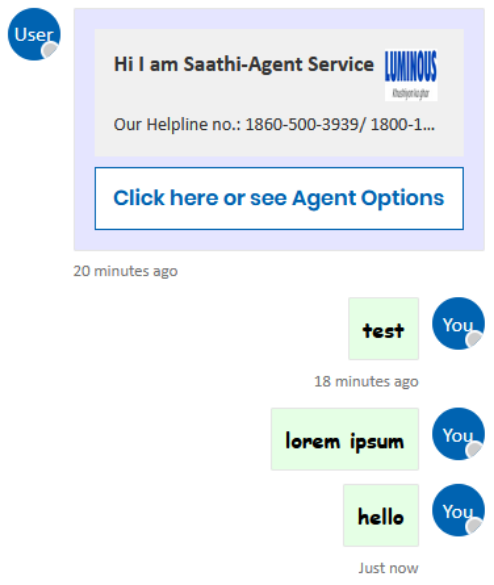 User
Hi I am Saathi-Agent Service
LUMINOUS
Khushiyon ka ghar
Our Helpline no.: 1860-500-3939/ 1800-1...
Click here or see Agent Options
20 minutes ago
test
You
18 minutes ago
lorem ipsum
You
hello
You
Just now